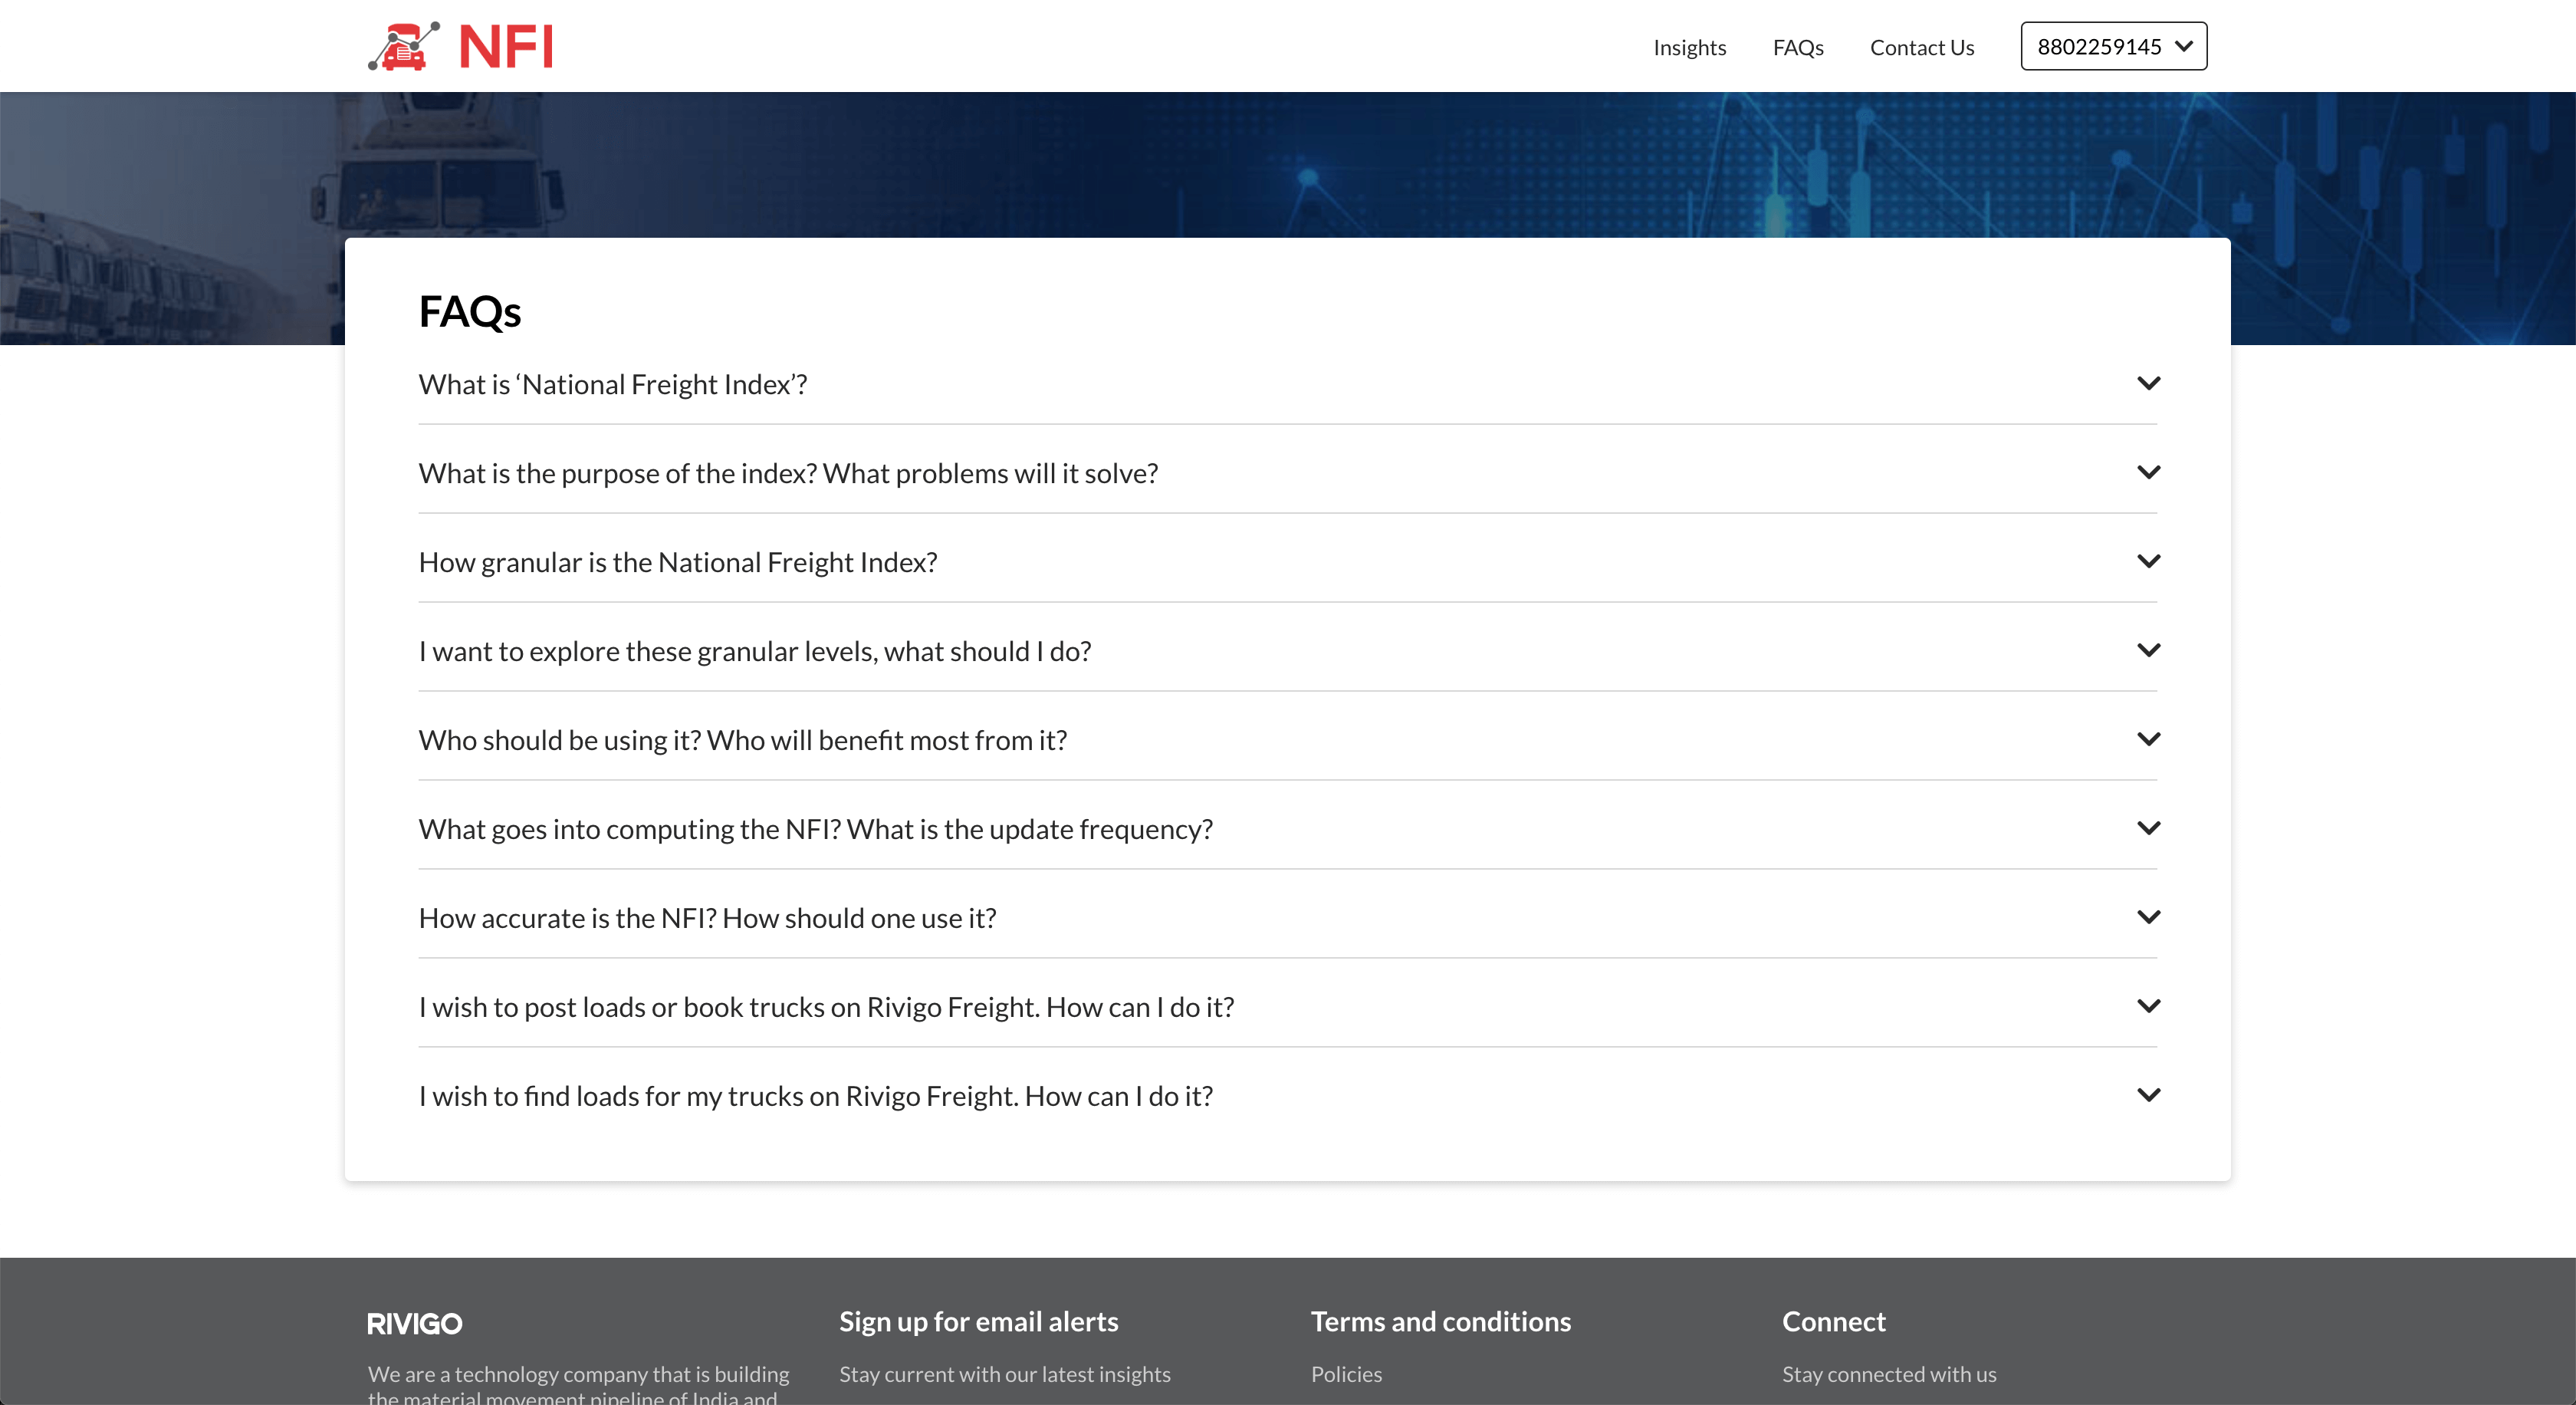 NFI
Insights
FAQs
Contact Us
8802259145
FAQs
What is ‘National Freight Index’?
What is the purpose of the index? What problems will it solve?
How granular is the National Freight Index?
I want to explore these granular levels, what should I do?
Who should be using it? Who will benefit most from it?
What goes into computing the NFI? What is the update frequency?
How accurate is the NFI? How should one use it?
I wish to post loads or book trucks on Rivigo Freight. How can I do it?
I wish to find loads for my trucks on Rivigo Freight. How can I do it?
RIVIGO
We are a technology company that is building
the material movement pipeline of India and
Sign up for email alerts
Stay current with our latest insights
Terms and conditions
Policies
Connect
Stay connected with us